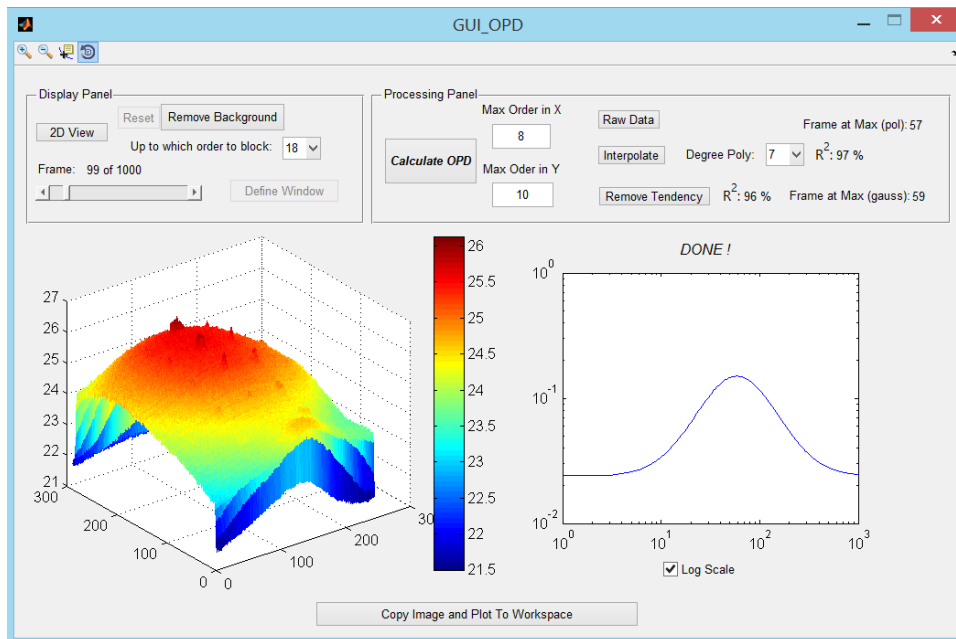 GUI_OPD
Display Panel
Reset
Remove Background
2D View
Up to which order to block:
18
Frame: 99 of 1000
Define Window
Processing Panel
Max Order in X
8
Calculate OPD
Max Oder in Y
10
Raw Data
Frame at Max (pol): 57
Interpolate
Degree Poly:
7
R²: 97 %
Remove Tendency
R²: 96 %
Frame at Max (gauss): 59
27
26
25
24
23
22
21
300
200
100
0
0
100
200
30
26
25.5
25
24.5
24
23.5
23
22.5
22
21.5
DONE !
10⁰
10⁻¹
10⁻²
10⁰
10¹
10²
10³
Log Scale
Copy Image and Plot To Workspace